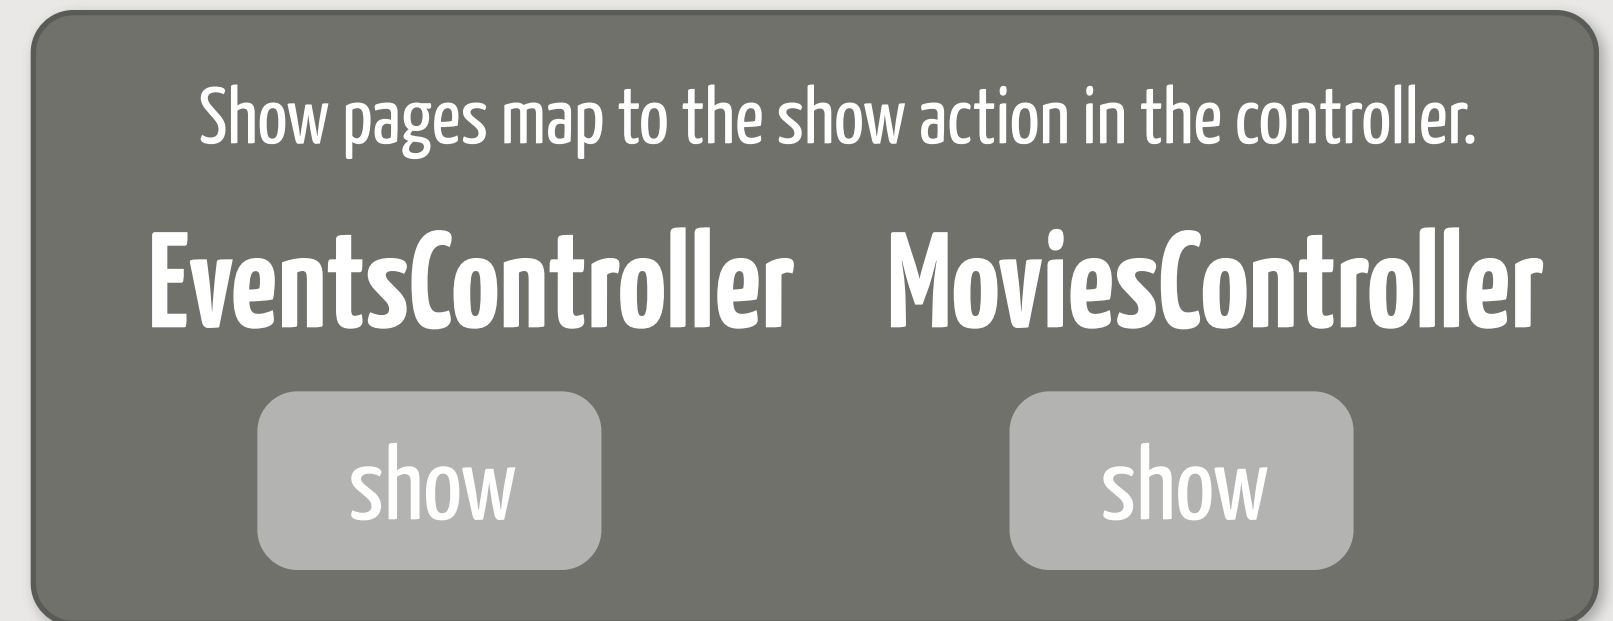 Show pages map to the show action in the controller.
EventsController MoviesController
show show